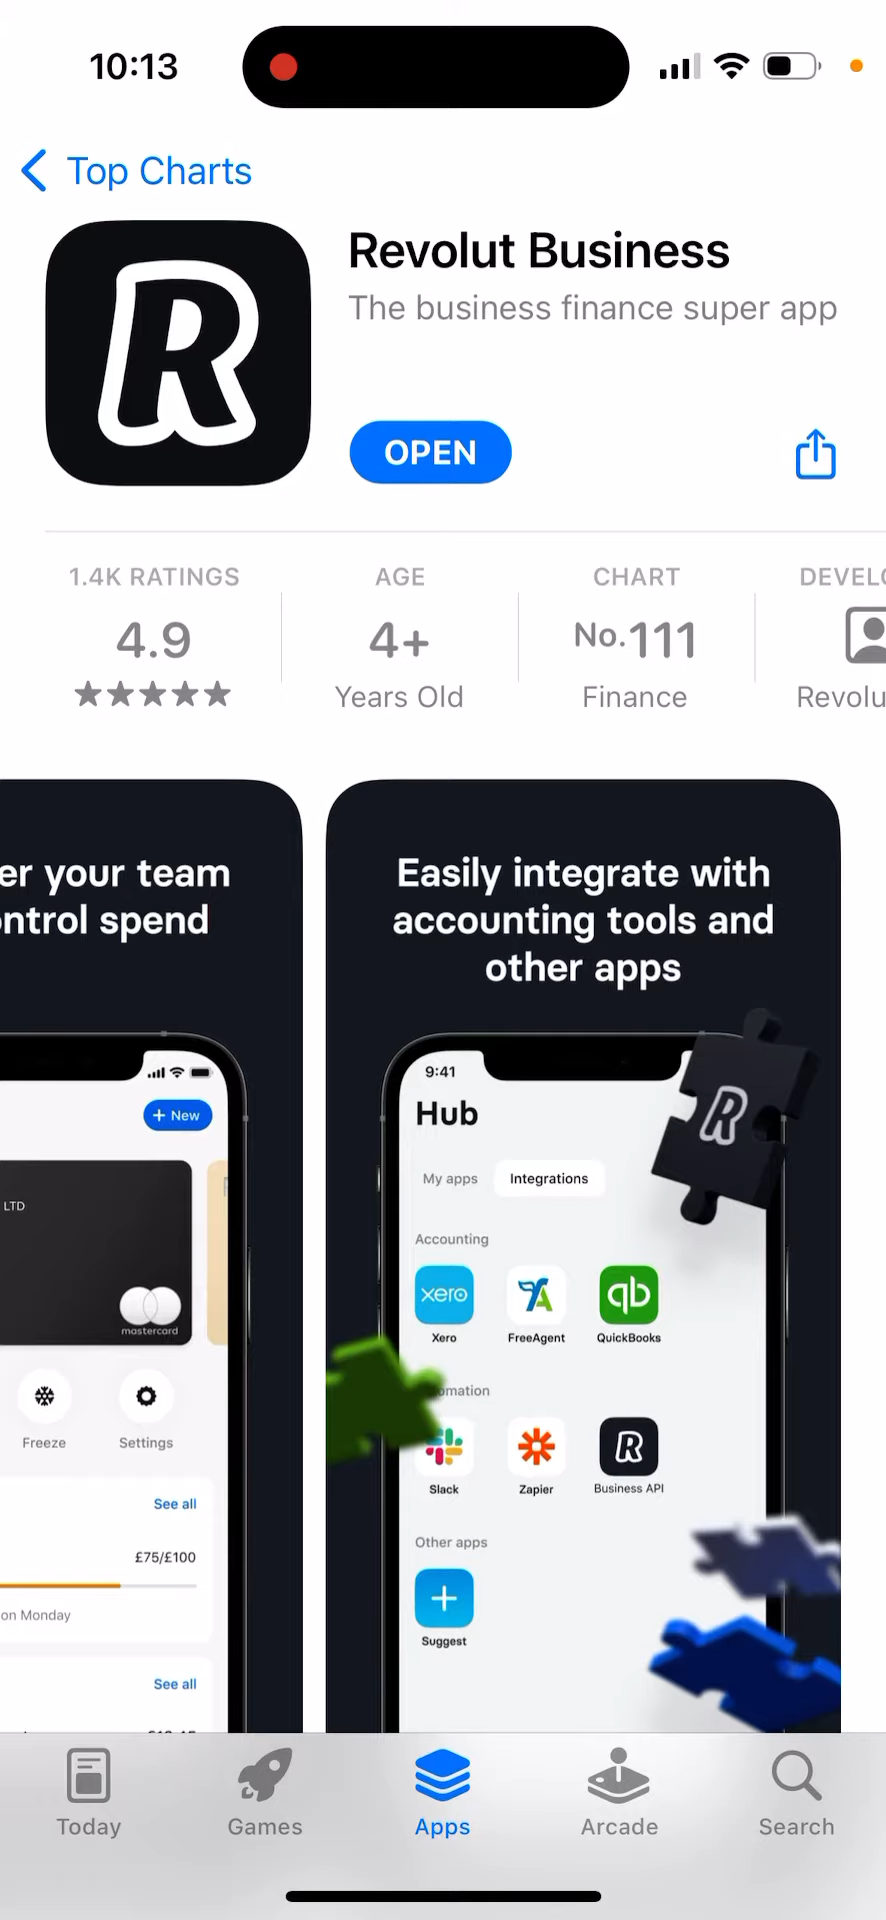 10:13
Top Charts
Revolut Business
The business finance super app
OPEN
1.4K RATINGS
4.9
AGE
4+
Years Old
CHART
No.111
Finance
DEVELO
Revolu
er your team
ntrol spend
+ New
LTD
mastercard
Freeze
Settings
See all
£75/£100
on Monday
See all
Easily integrate with
accounting tools and
other apps
9:41
Hub
R
My apps
Integrations
Accounting
xero
qb
Xero
FreeAgent
QuickBooks
omation
R
Slack
Zapier
Business API
Other apps
Suggest
Today
Games
Apps
Arcade
Search